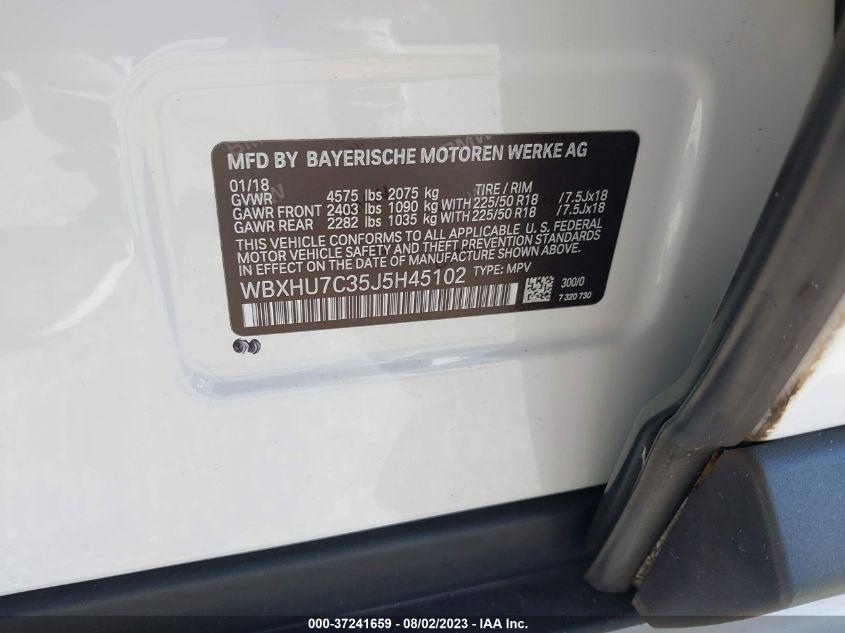 MFD BY BAYERISCHE MOTOREN WERKE AG
01/18
GVWR 4575 lbs 2075 kg TIRE / RIM
GAWR FRONT 2403 lbs 1090 kg WITH 225/50 R18 /7.5Jx18
GAWR REAR 2282 lbs 1035 kg WITH 225/50 R18 /7.5Jx18
THIS VEHICLE CONFORMS TO ALL APPLICABLE U. S. FEDERAL
MOTOR VEHICLE SAFETY AND THEFT PREVENTION STANDARDS
IN EFFECT ON THE DATE OF MANUFACTURE SHOWN ABOVE.
WBXHU7C35J5H45102 TYPE: MPV
300/0
7 320 730
000-37241659 - 08/02/2023 - IAAI.com